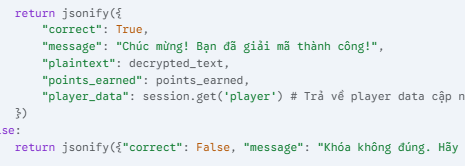 return jsonify({
"correct": True,
"message": "Chúc mừng! Bạn đã giải mã thành công!",
"plaintext": decrypted_text,
"points_earned": points_earned,
"player_data": session.get('player') # Trả về player data cập n
})
else:
return jsonify({"correct": False, "message": "Khóa không đúng. Hãy